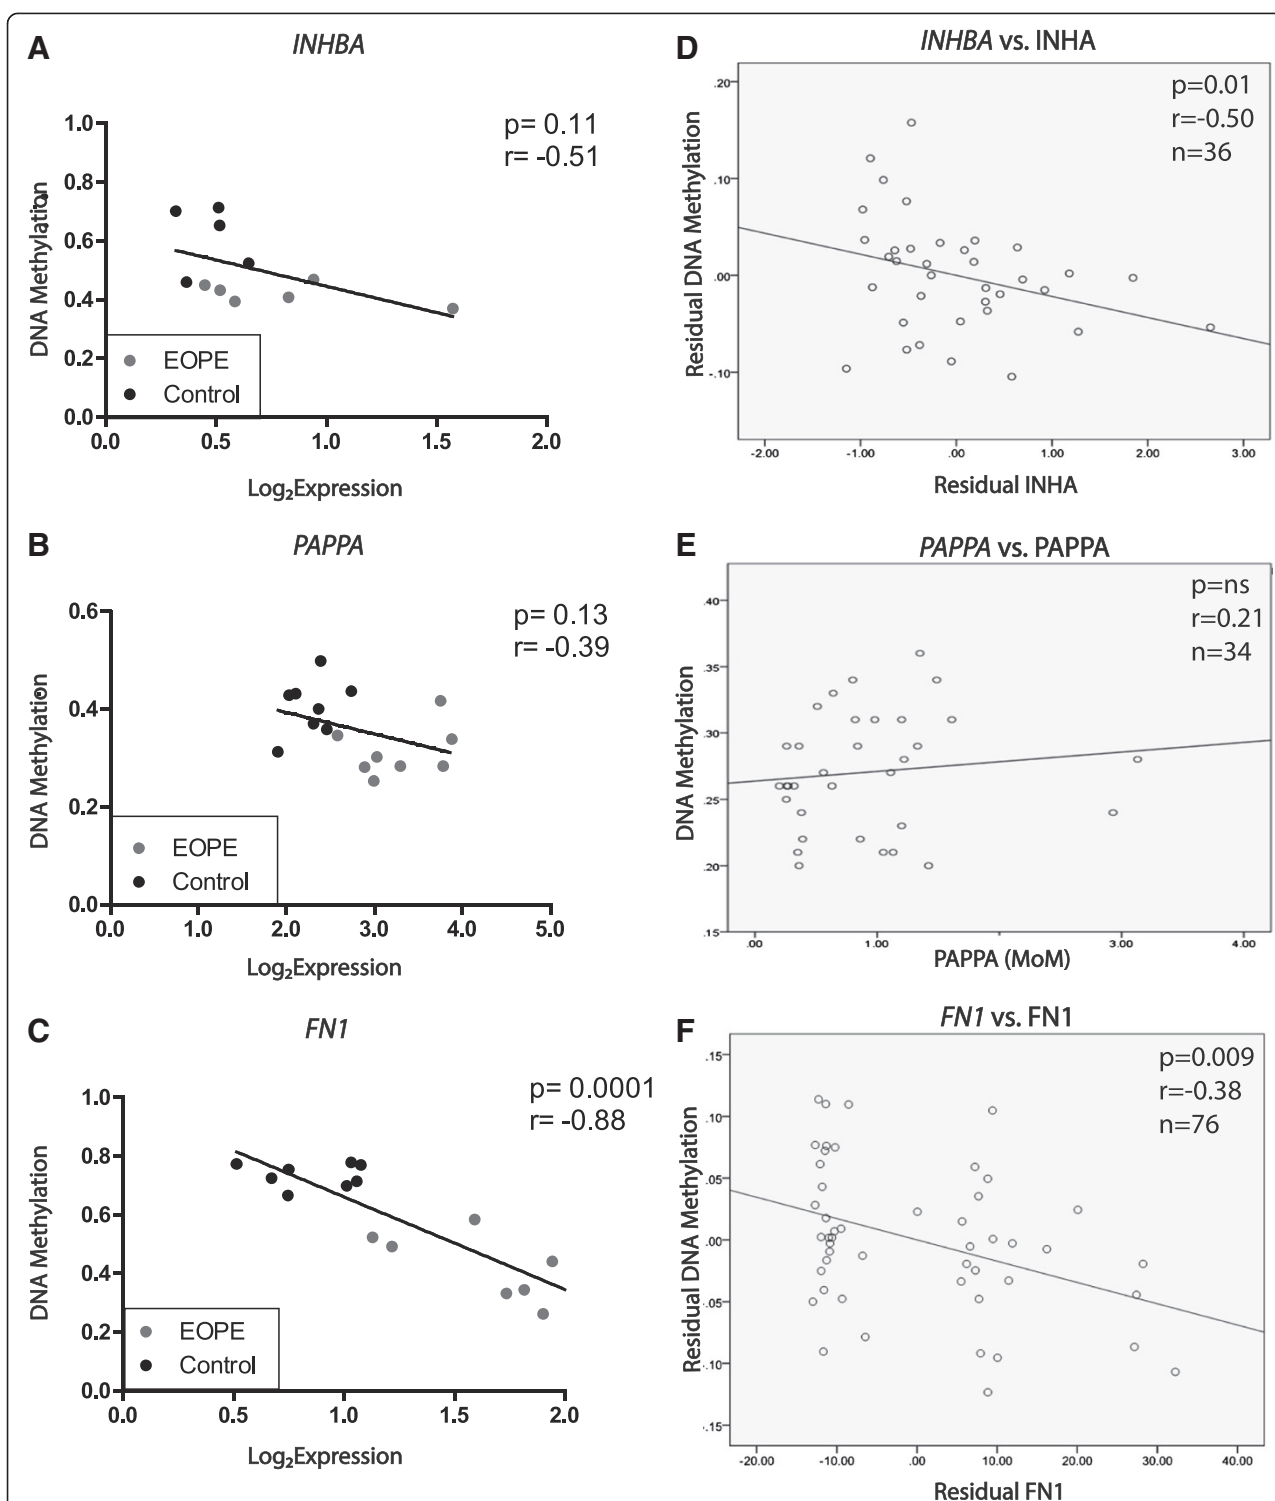 A
INHBA
p= 0.11
r= -0.51
DNA Methylation
1.0
0.8
0.6
0.4
0.2
0.0
EOPE
Control
0.0 0.5 1.0 1.5 2.0
Log₂Expression
D
INHBA vs. INHA
p=0.01
r=-0.50
n=36
Residual DNA Methylation
.20
.10
.00
-.10
-2.00 -1.00 .00 1.00 2.00 3.00
Residual INHA
B
PAPPA
p= 0.13
r= -0.39
DNA Methylation
0.6
0.4
0.2
0.0
EOPE
Control
0.0 1.0 2.0 3.0 4.0 5.0
Log₂Expression
E
PAPPA vs. PAPPA
p=ns
r=0.21
n=34
DNA Methylation
.40
.35
.30
.25
.20
.15
.00 1.00 3.00 4.00
PAPPA (MoM)
C
FN1
p= 0.0001
r= -0.88
DNA Methylation
1.0
0.8
0.6
0.4
0.2
0.0
EOPE
Control
0.0 0.5 1.0 1.5 2.0
Log₂Expression
F
FN1 vs. FN1
p=0.009
r=-0.38
n=76
Residual DNA Methylation
.15
.10
.05
.00
-.05
-.10
-.15
-20.00 -10.00 .00 10.00 20.00 30.00 40.00
Residual FN1